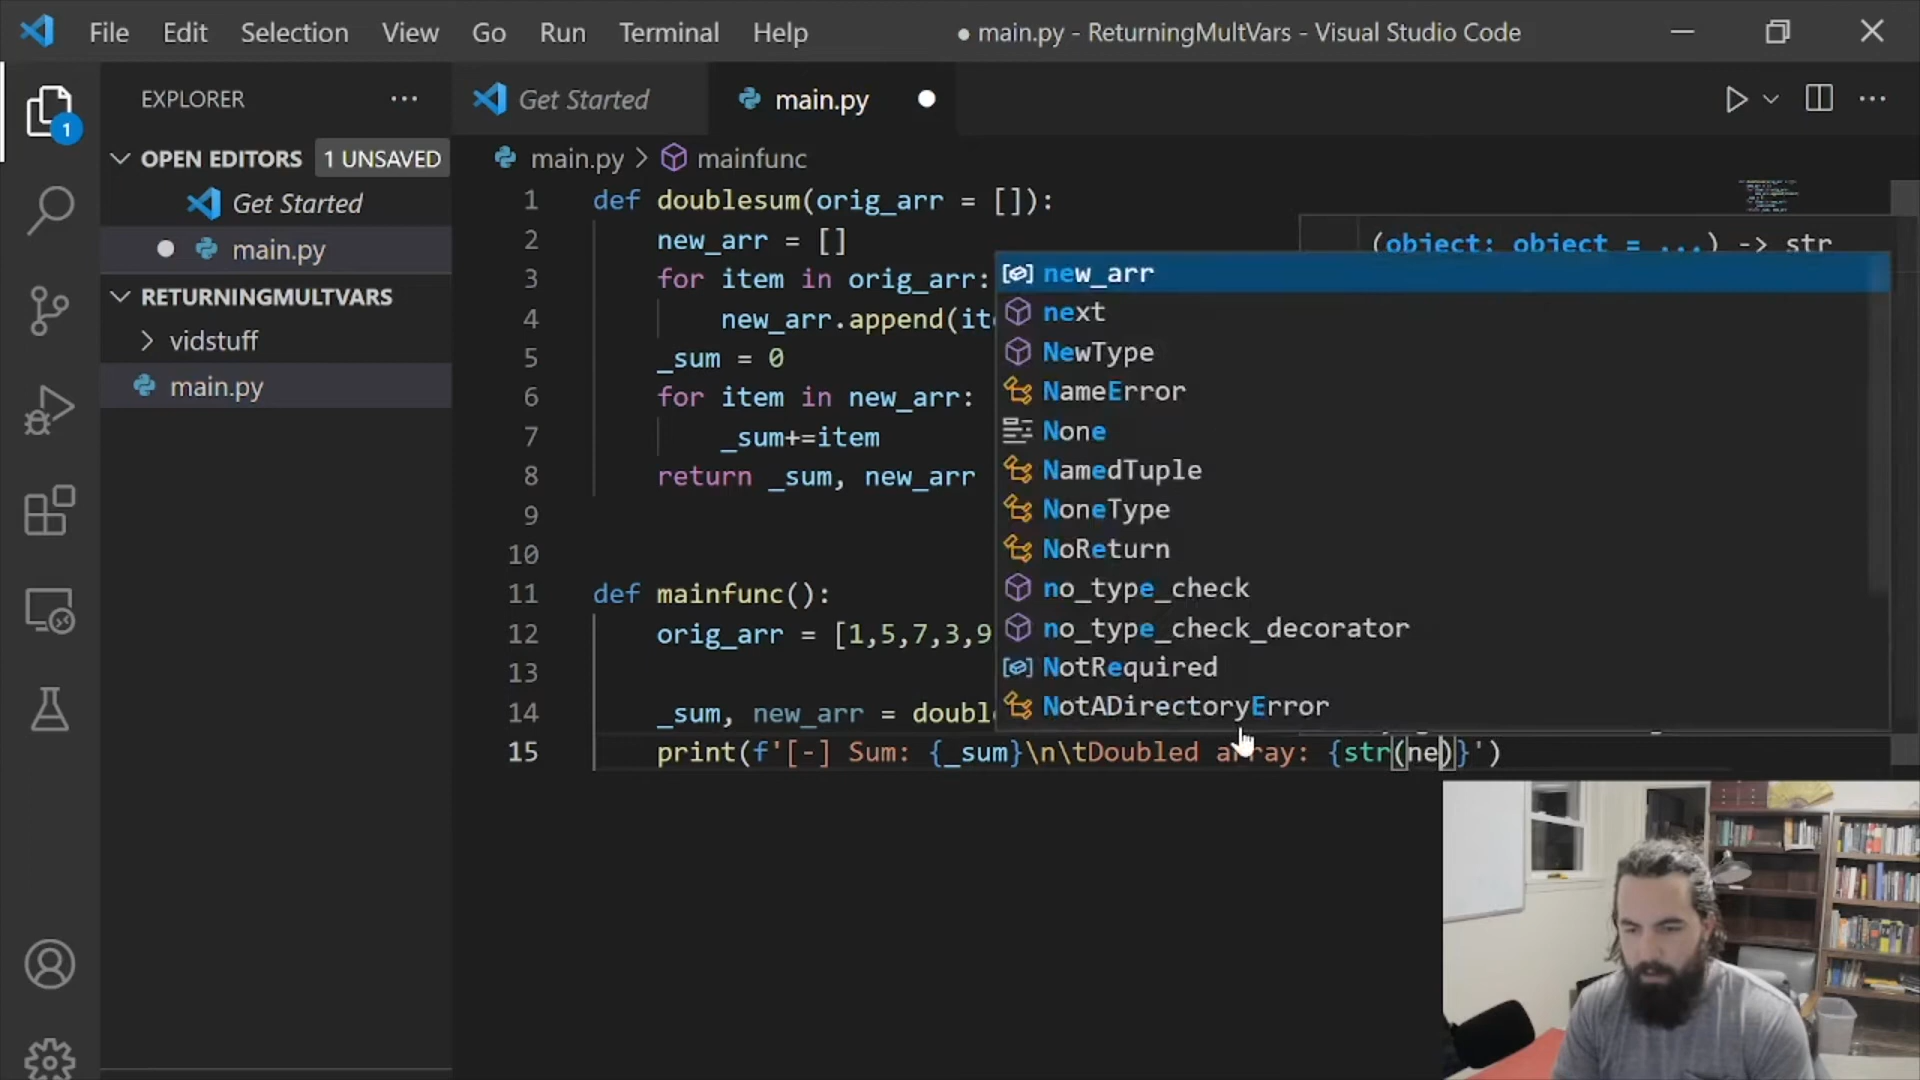 File Edit Selection View Go Run Terminal Help ● main.py - ReturningMultVars - Visual Studio Code
EXPLORER ...
Get Started
main.py
1
OPEN EDITORS 1 UNSAVED
Get Started
main.py
RETURNINGMULTVARS
vidstuff
main.py
main.py > mainfunc
1 def doublesum(orig_arr = []):
2 new_arr = []
3 for item in orig_arr:
4 new_arr.append(ite
5 _sum = 0
6 for item in new_arr:
7 _sum+=item
8 return _sum, new_arr
9
10
11 def mainfunc():
12 orig_arr = [1,5,7,3,9
13
14 _sum, new_arr = doubl
15 print(f'[-] Sum: {_sum}\n\tDoubled array: {str(ne)}')
(object: object = ...) -> str
new_arr
next
NewType
NameError
None
NamedTuple
NoneType
NoReturn
no_type_check
no_type_check_decorator
NotRequired
NotADirectoryError